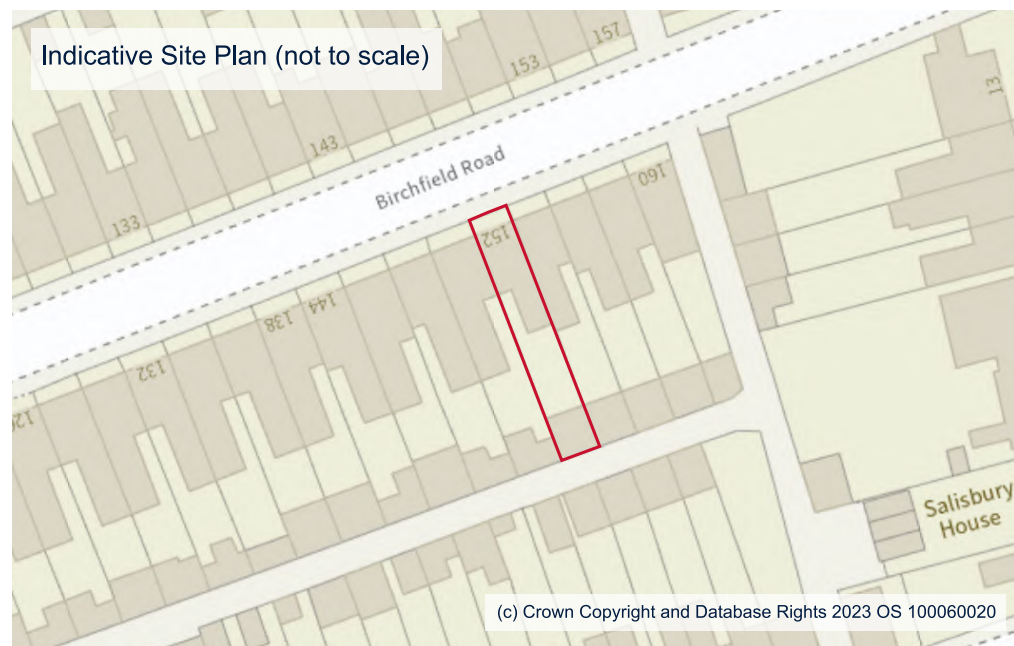 Indicative Site Plan (not to scale)
157
153
143
133
Birchfield Road
13
160
152
144
138
132
Salisbury
House
(c) Crown Copyright and Database Rights 2023 OS 100060020